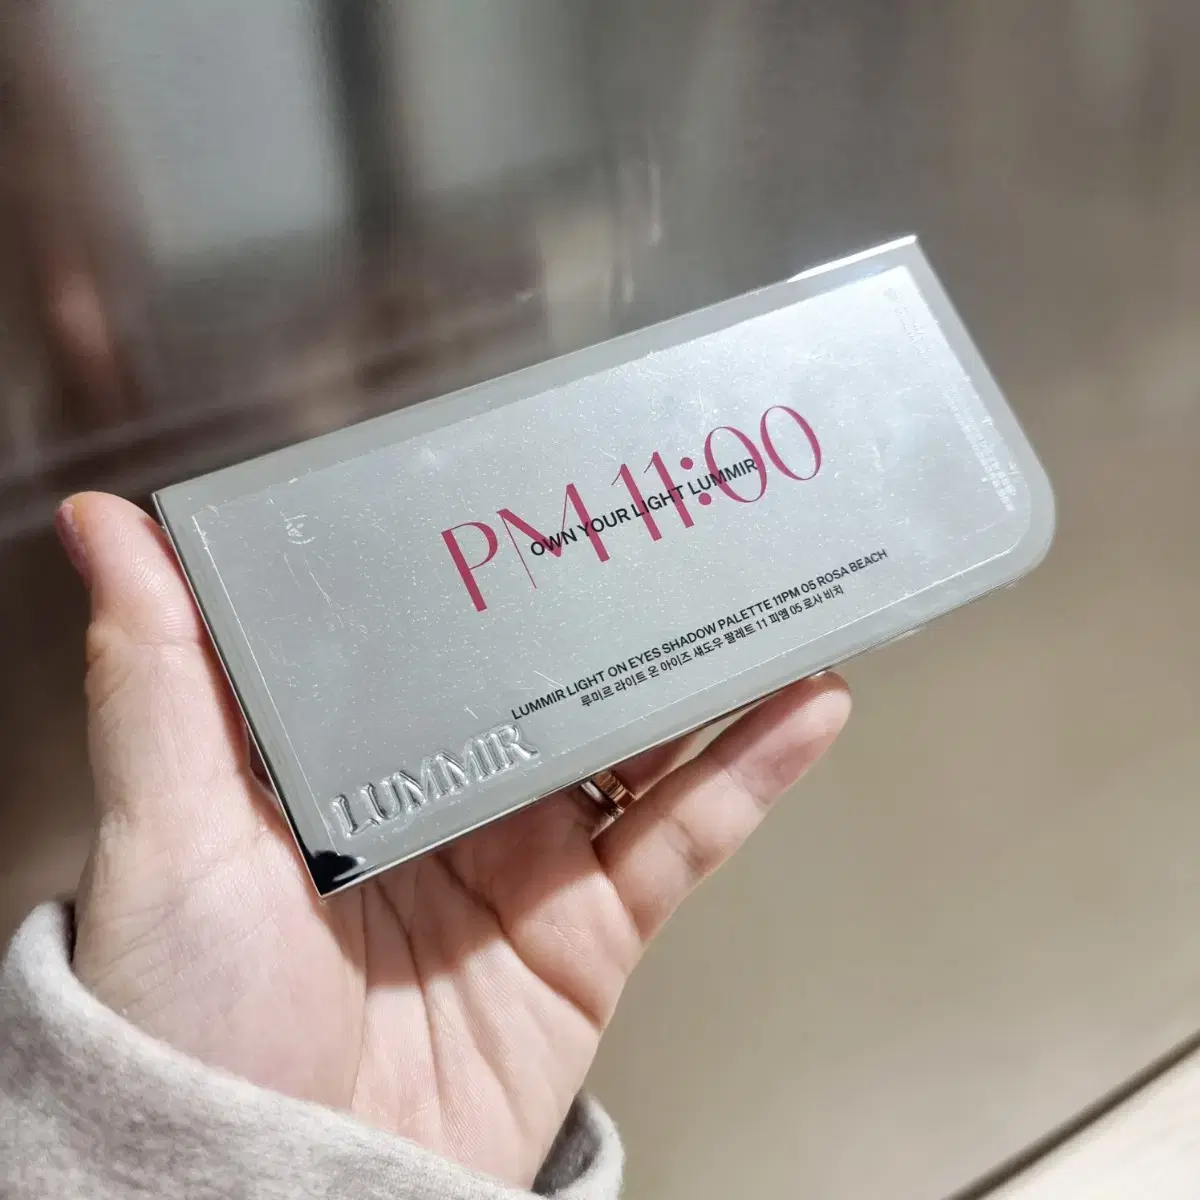 PM 11:00
OWN YOUR LIGHT LUMMIR
LUMMIR LIGHT ON EYES SHADOW PALETTE 11PM 05 ROSA BEACH
루미르 라이트 온 아이즈 섀도우 팔레트 11 피엠 05 로사 비치
LUMMIR